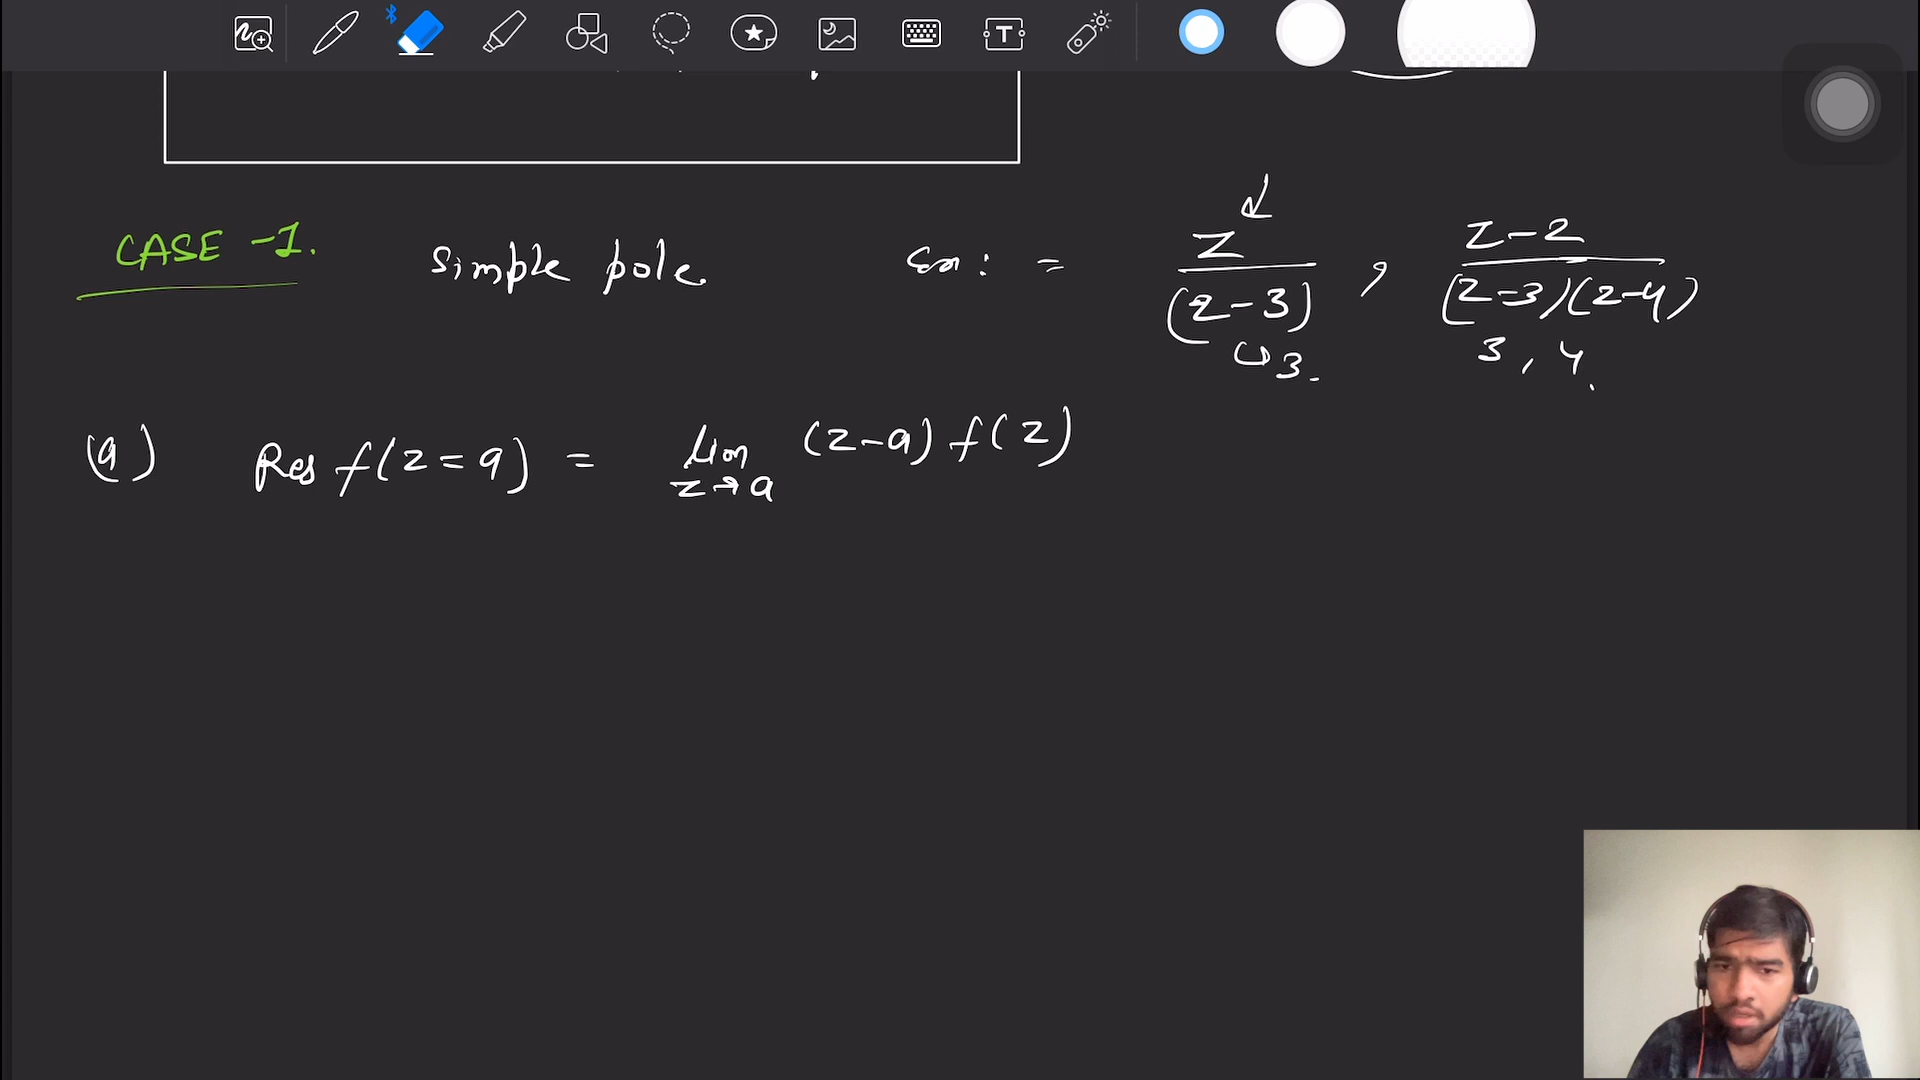 CASE -1. Simple pole Ex: = z/(z-3) , z-2/(z-3)(z-4)
↳3. 3, 4.
(a) Res f(z=a) = lim z→a (z-a) f(z)